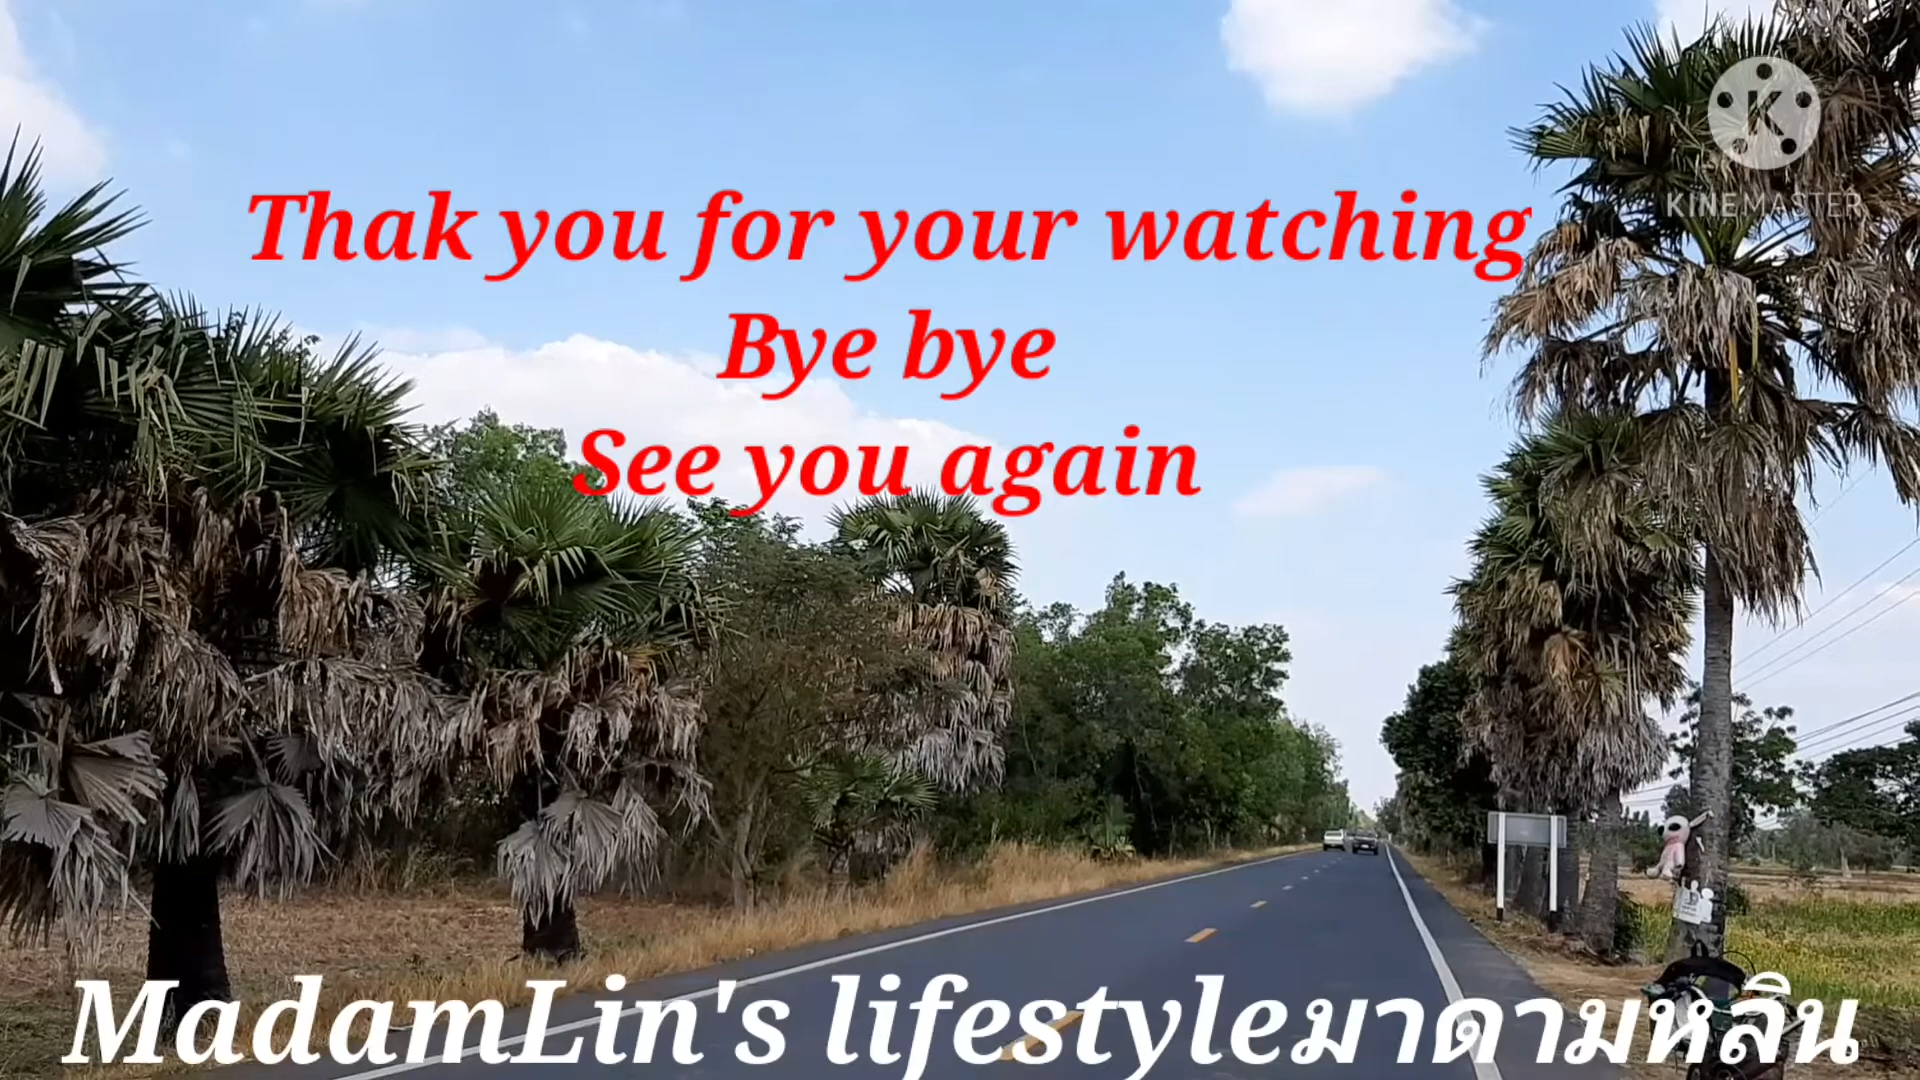 K
KINEMASTER
Thak you for your watching
Bye bye
See you again
MadamLin's lifestyleมาดามหลิน